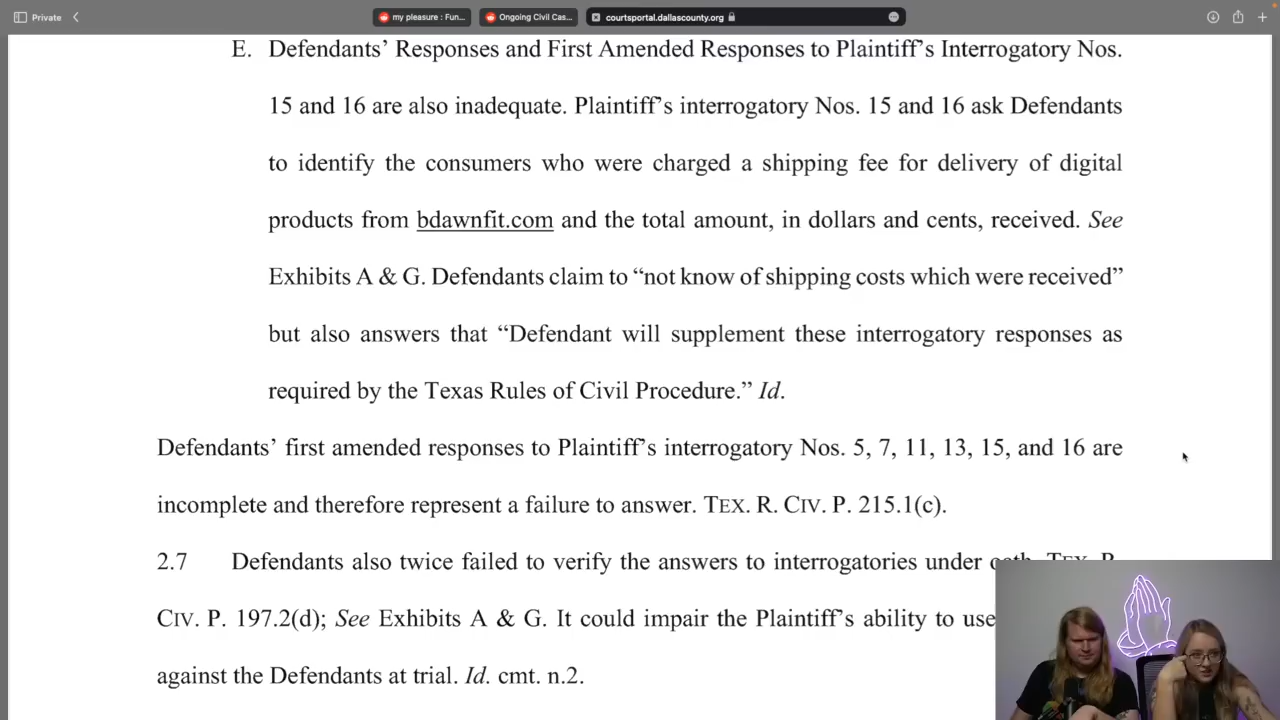 Private
my pleasure : Fun...
Ongoing Civil Cas...
courtsportal.dallascounty.org
E. Defendants’ Responses and First Amended Responses to Plaintiff’s Interrogatory Nos.
15 and 16 are also inadequate. Plaintiff’s interrogatory Nos. 15 and 16 ask Defendants
to identify the consumers who were charged a shipping fee for delivery of digital
products from bdawnfit.com and the total amount, in dollars and cents, received. See
Exhibits A & G. Defendants claim to “not know of shipping costs which were received”
but also answers that “Defendant will supplement these interrogatory responses as
required by the Texas Rules of Civil Procedure.” Id.
Defendants’ first amended responses to Plaintiff’s interrogatory Nos. 5, 7, 11, 13, 15, and 16 are
incomplete and therefore represent a failure to answer. TEX. R. CIV. P. 215.1(c).
2.7 Defendants also twice failed to verify the answers to interrogatories under
CIV. P. 197.2(d); See Exhibits A & G. It could impair the Plaintiff’s ability to use
against the Defendants at trial. Id. cmt. n.2.